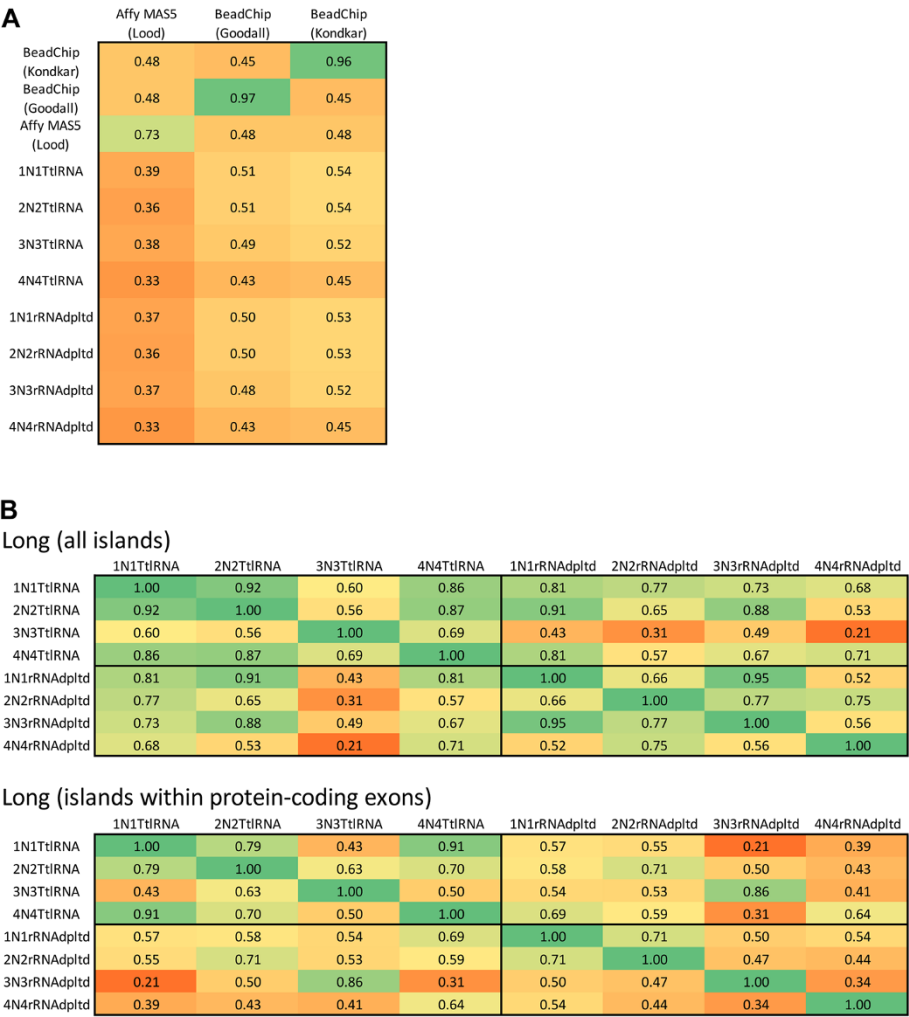 A
Affy MAS5 BeadChip BeadChip
(Lood) (Goodall) (Kondkar)
BeadChip
(Kondkar) 0.48 0.45 0.96
BeadChip
(Goodall) 0.48 0.97 0.45
Affy MAS5
(Lood) 0.73 0.48 0.48
1N1TtlRNA 0.39 0.51 0.54
2N2TtlRNA 0.36 0.51 0.54
3N3TtlRNA 0.38 0.49 0.52
4N4TtlRNA 0.33 0.43 0.45
1N1rRNAdpltd 0.37 0.50 0.53
2N2rRNAdpltd 0.36 0.50 0.53
3N3rRNAdpltd 0.37 0.48 0.52
4N4rRNAdpltd 0.33 0.43 0.45
B
Long (all islands)
1N1TtlRNA 2N2TtlRNA 3N3TtlRNA 4N4TtlRNA 1N1rRNAdpltd 2N2rRNAdpltd 3N3rRNAdpltd 4N4rRNAdpltd
1N1TtlRNA 1.00 0.92 0.60 0.86 0.81 0.77 0.73 0.68
2N2TtlRNA 0.92 1.00 0.56 0.87 0.91 0.65 0.88 0.53
3N3TtlRNA 0.60 0.56 1.00 0.69 0.43 0.31 0.49 0.21
4N4TtlRNA 0.86 0.87 0.69 1.00 0.81 0.57 0.67 0.71
1N1rRNAdpltd 0.81 0.91 0.43 0.81 1.00 0.66 0.95 0.52
2N2rRNAdpltd 0.77 0.65 0.31 0.57 0.66 1.00 0.77 0.75
3N3rRNAdpltd 0.73 0.88 0.49 0.67 0.95 0.77 1.00 0.56
4N4rRNAdpltd 0.68 0.53 0.21 0.71 0.52 0.75 0.56 1.00
Long (islands within protein-coding exons)
1N1TtlRNA 2N2TtlRNA 3N3TtlRNA 4N4TtlRNA 1N1rRNAdpltd 2N2rRNAdpltd 3N3rRNAdpltd 4N4rRNAdpltd
1N1TtlRNA 1.00 0.79 0.43 0.91 0.57 0.55 0.21 0.39
2N2TtlRNA 0.79 1.00 0.63 0.70 0.58 0.71 0.50 0.43
3N3TtlRNA 0.43 0.63 1.00 0.50 0.54 0.53 0.86 0.41
4N4TtlRNA 0.91 0.70 0.50 1.00 0.69 0.59 0.31 0.64
1N1rRNAdpltd 0.57 0.58 0.54 0.69 1.00 0.71 0.50 0.54
2N2rRNAdpltd 0.55 0.71 0.53 0.59 0.71 1.00 0.47 0.44
3N3rRNAdpltd 0.21 0.50 0.86 0.31 0.50 0.47 1.00 0.34
4N4rRNAdpltd 0.39 0.43 0.41 0.64 0.54 0.44 0.34 1.00